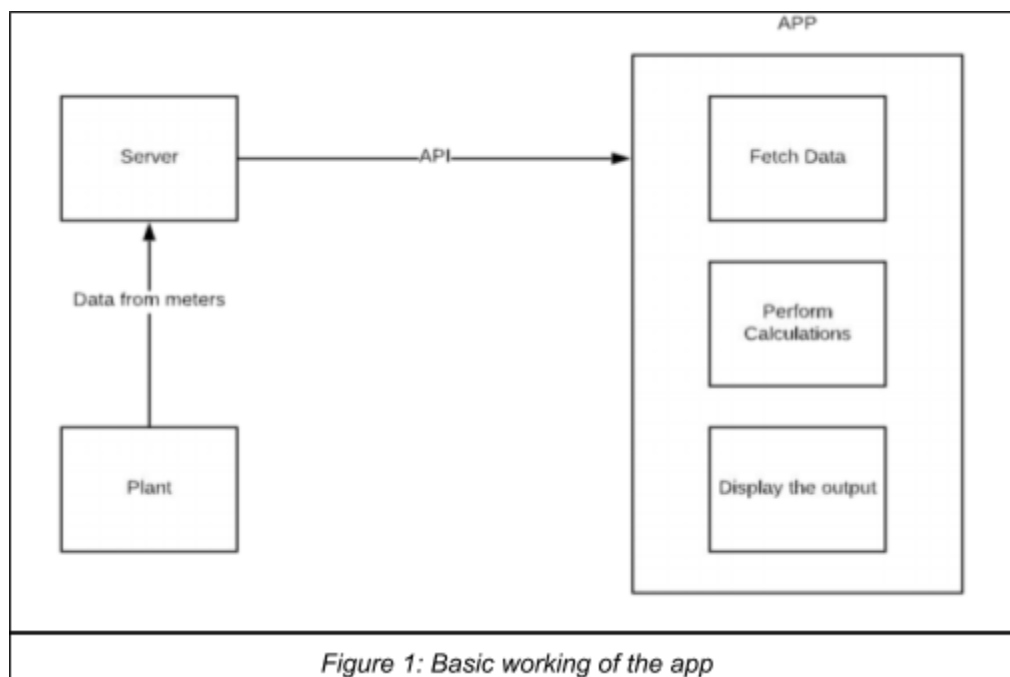 APP
Server
API
Fetch Data
Data from meters
Perform
Calculations
Plant
Display the output
Figure 1: Basic working of the app